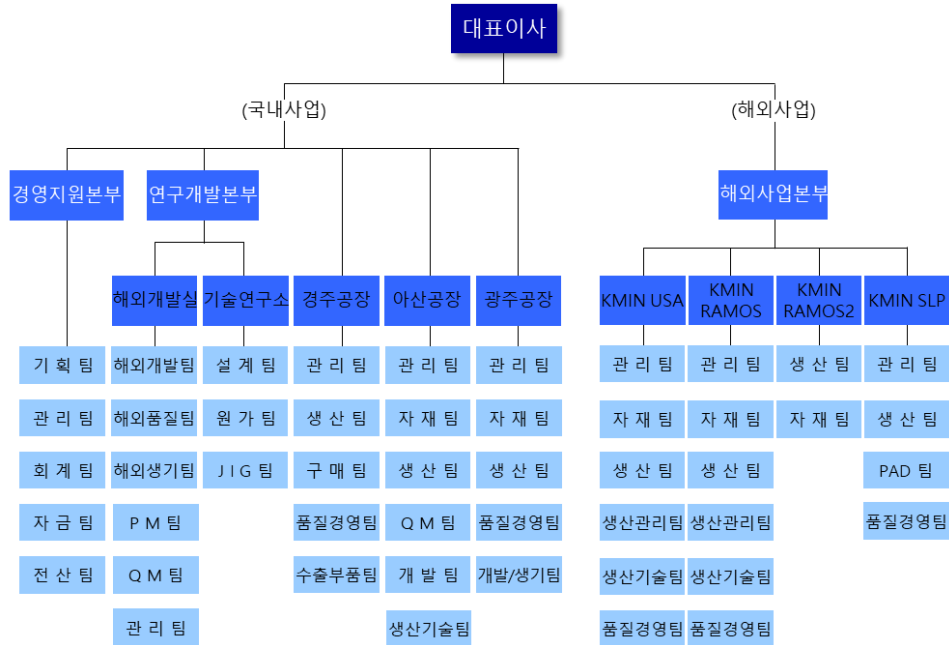 대표이사
(국내사업)
(해외사업)
경영지원본부
연구개발본부
해외사업본부
해외개발실
기술연구소
경주공장
아산공장
광주공장
KMIN USA
KMIN
RAMOS
KMIN
RAMOS2
KMIN SLP
기 획 팀
해외개발팀
설 계 팀
관 리 팀
관 리 팀
관 리 팀
관 리 팀
관 리 팀
생 산 팀
관 리 팀
관 리 팀
해외품질팀
원 가 팀
생 산 팀
자 재 팀
자 재 팀
자 재 팀
자 재 팀
자 재 팀
생 산 팀
회 계 팀
해외생기팀
J I G 팀
구 매 팀
생 산 팀
생 산 팀
생 산 팀
생 산 팀
PAD 팀
자 금 팀
P M 팀
품질경영팀
Q M 팀
품질경영팀
생산관리팀
생산관리팀
품질경영팀
전 산 팀
Q M 팀
수출부품팀
개 발 팀
개발/생기팀
생산기술팀
생산기술팀
관 리 팀
생산기술팀
품질경영팀
품질경영팀